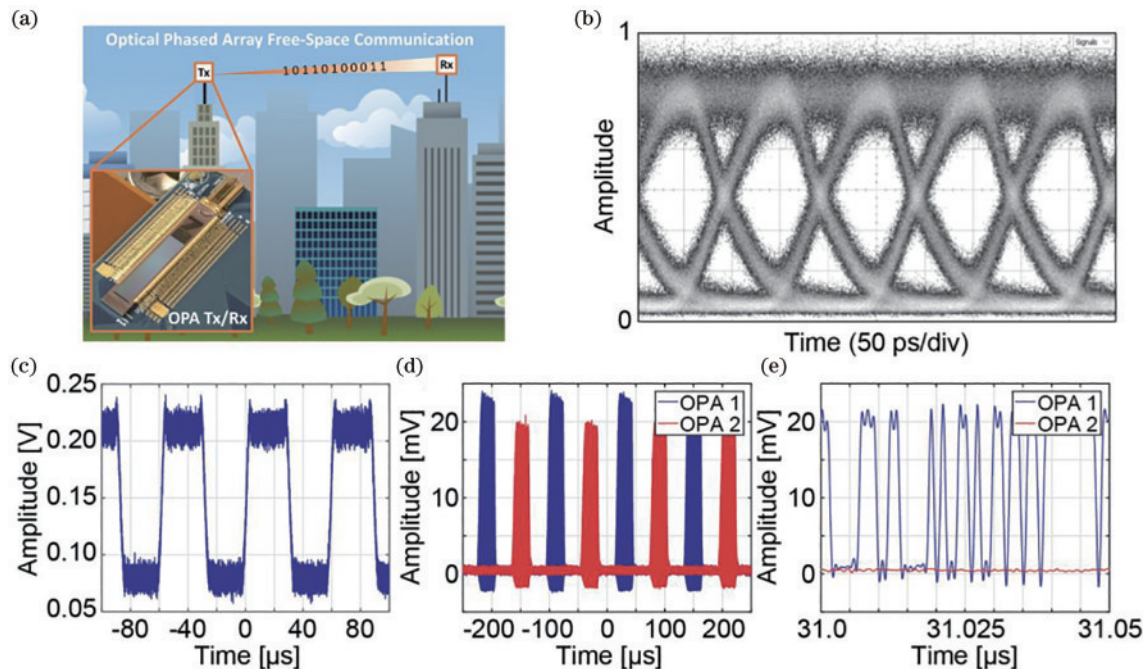 (a)
Optical Phased Array Free-Space Communication
Tx
10110100011
Rx
OPA Tx/Rx
(b)
1
Signals
Amplitude
0
Time (50 ps/div)
(c)
0.25
0.20
0.15
0.10
0.05
Amplitude [V]
-80 -40 0 40 80
Time [µs]
(d)
OPA 1
OPA 2
20
10
0
Amplitude [mV]
-200 -100 0 100 200
Time [µs]
(e)
OPA 1
OPA 2
20
10
0
Amplitude [mV]
31.0 31.025 31.05
Time [µs]